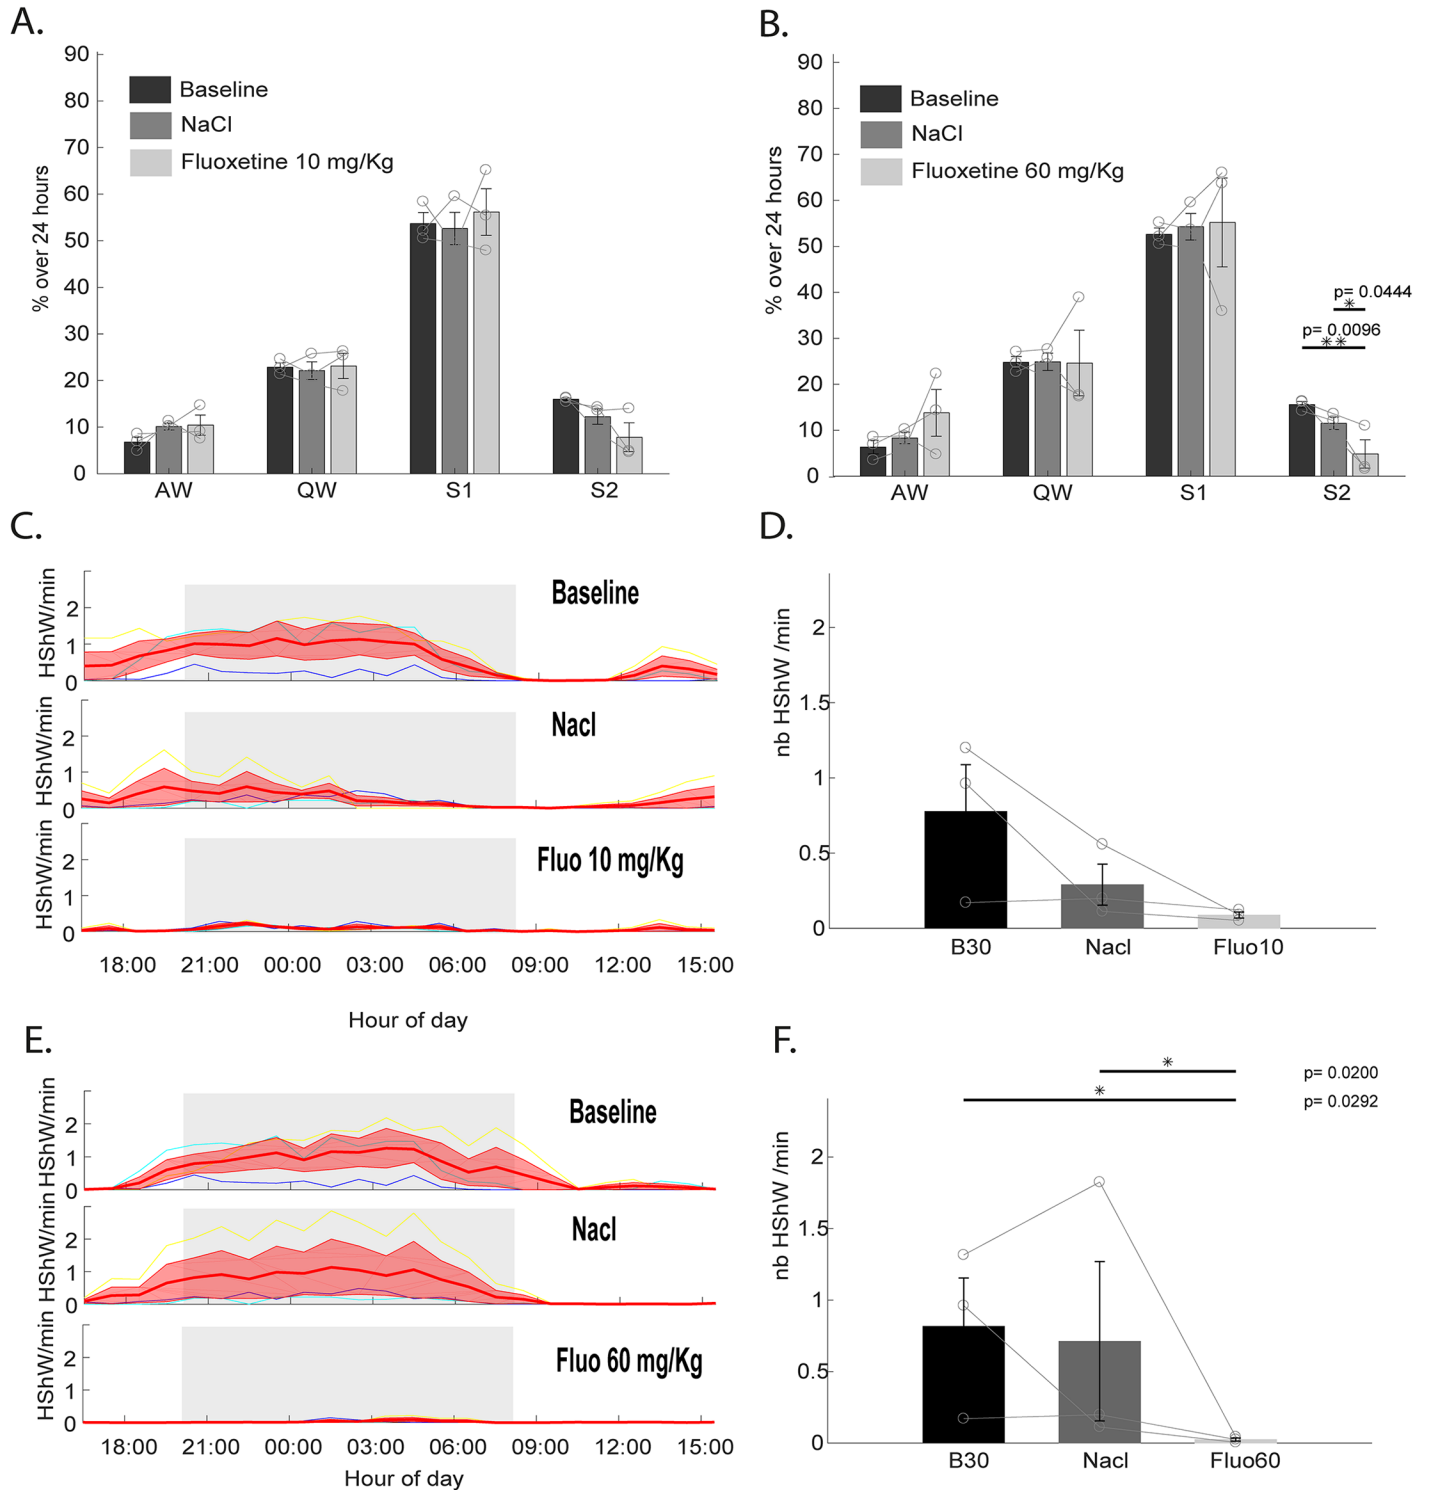 A.
90
80
70
60
50
40
30
20
10
0
% over 24 hours
Baseline
NaCl
Fluoxetine 10 mg/Kg
AW QW S1 S2
B.
90
80
70
60
50
40
30
20
10
0
% over 24 hours
Baseline
NaCl
Fluoxetine 60 mg/Kg
p= 0.0444
*
p= 0.0096
**
AW QW S1 S2
C.
HShW/min
2
1
0
Baseline
HShW/min
2
1
0
Nacl
HShW/min
2
1
0
Fluo 10 mg/Kg
18:00 21:00 00:00 03:00 06:00 09:00 12:00 15:00
Hour of day
D.
nb HShW /min
2
1.5
1
0.5
0
B30 Nacl Fluo10
E.
HShW/min
2
1
0
Baseline
HShW/min
2
1
0
Nacl
HShW/min
2
1
0
Fluo 60 mg/Kg
18:00 21:00 00:00 03:00 06:00 09:00 12:00 15:00
Hour of day
F.
*
p= 0.0200
*
p= 0.0292
nb HShW /min
2
1.5
1
0.5
0
B30 Nacl Fluo60